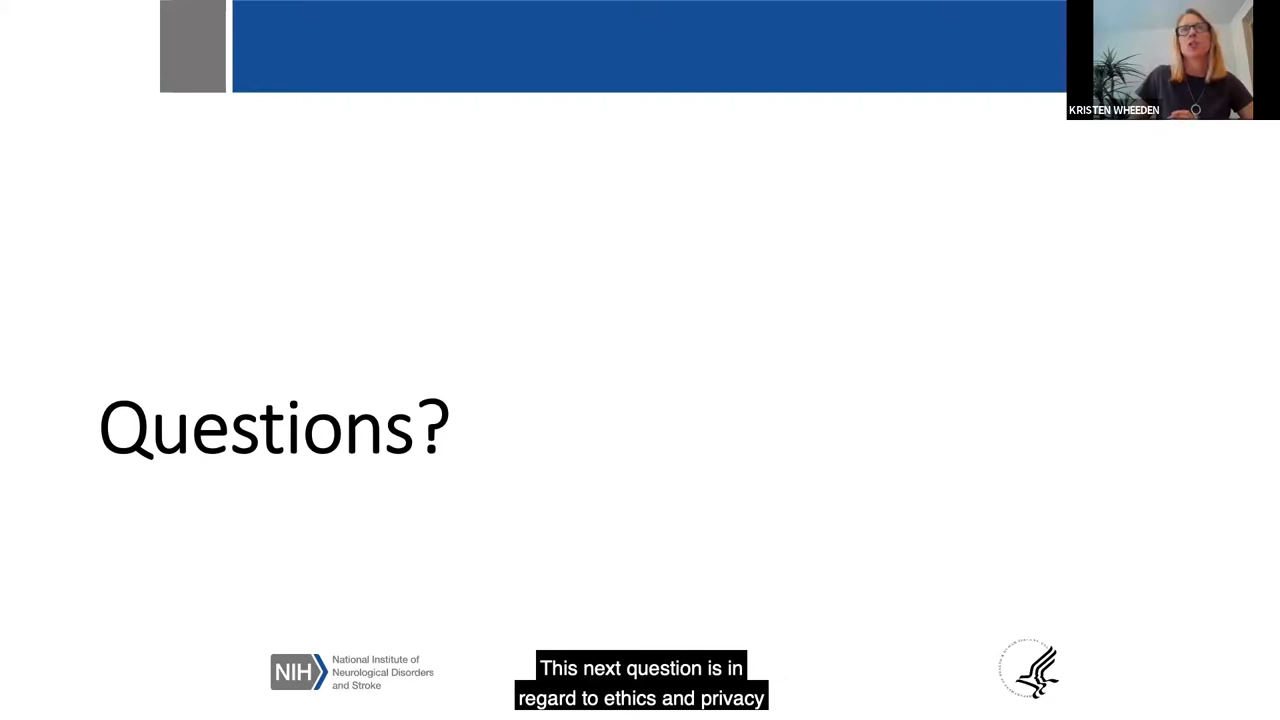 KRISTEN WHEEDEN
Questions?
NIH
National Institute of
Neurological Disorders
and Stroke
This next question is in
regard to ethics and privacy